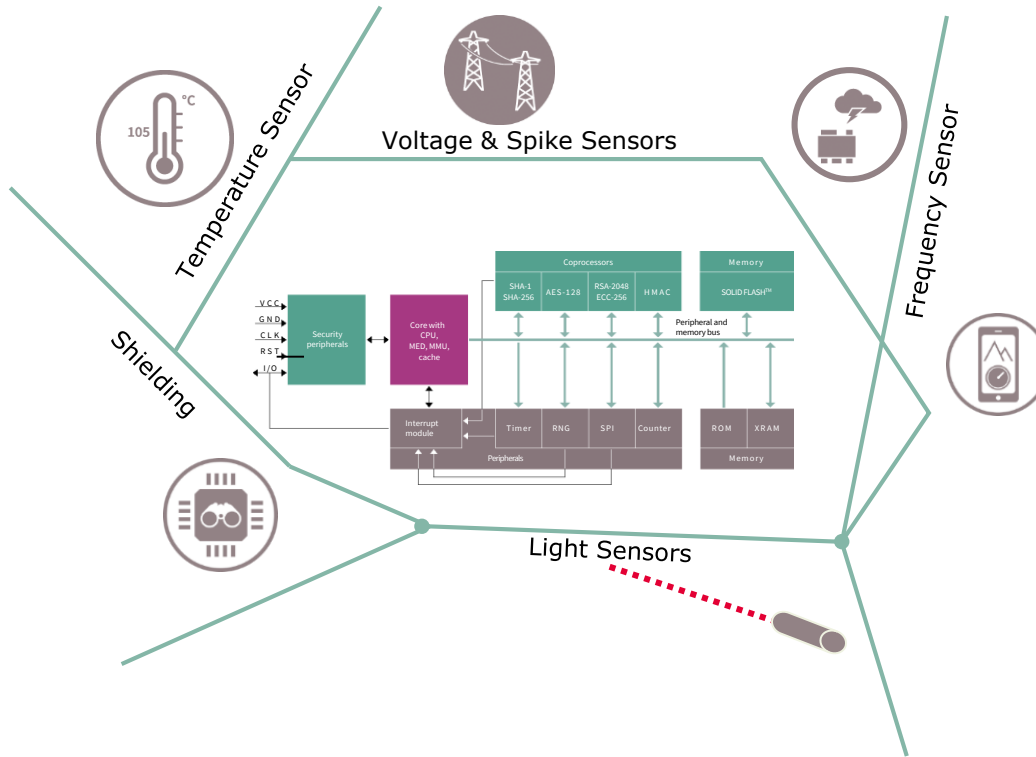 °C
105
Temperature Sensor
Voltage & Spike Sensors
Frequency Sensor
Shielding
Light Sensors
VCC
GND
CLK
RST
I/O
Security
peripherals
Core with
CPU,
MED, MMU,
cache
Coprocessors
SHA-1
SHA-256
AES-128
RSA-2048
ECC-256
HMAC
Memory
SOLID FLASH™
Peripheral and
memory bus
Interrupt
module
Timer
RNG
SPI
Counter
Peripherals
ROM
XRAM
Memory